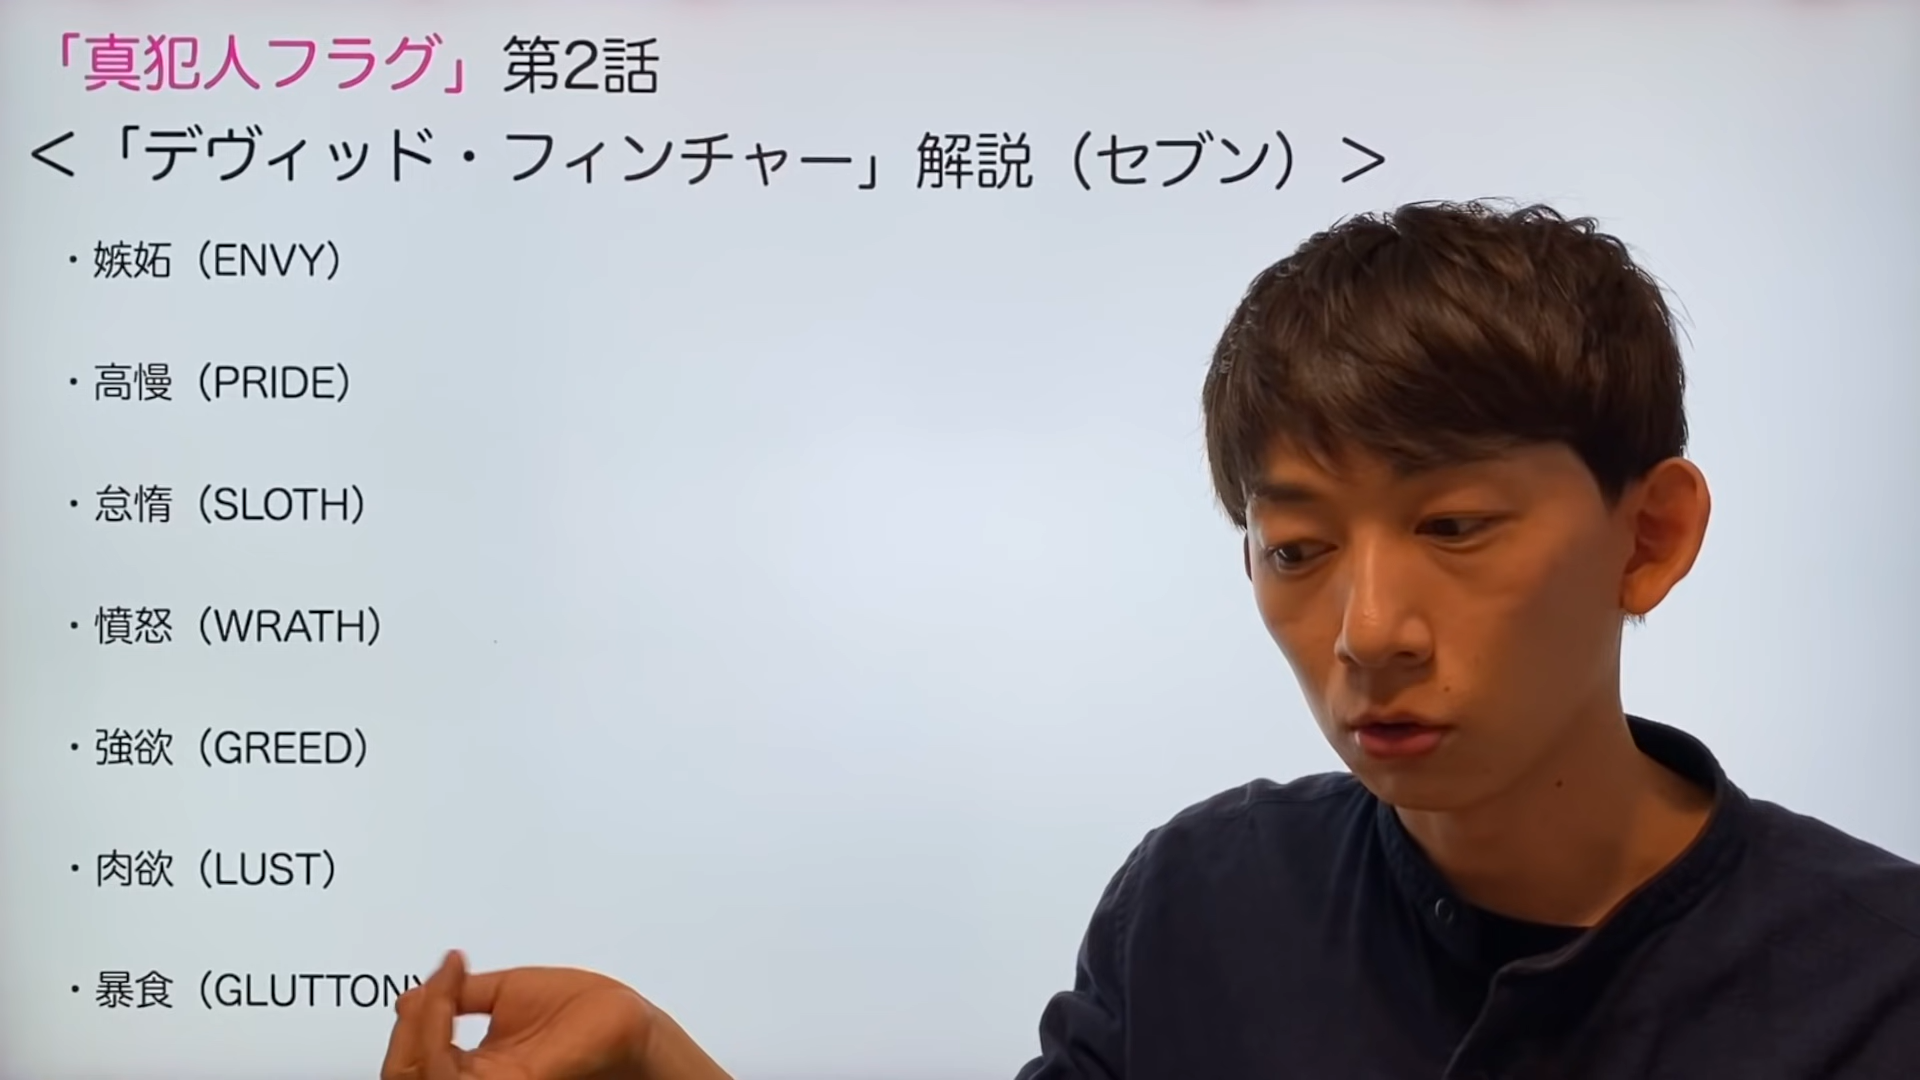 「真犯人フラグ」第2話
＜「デヴィッド・フィンチャー」解説（セブン）＞
・嫉妬（ENVY）
・高慢（PRIDE）
・怠惰（SLOTH）
・憤怒（WRATH）
・強欲（GREED）
・肉欲（LUST）
・暴食（GLUTTONY